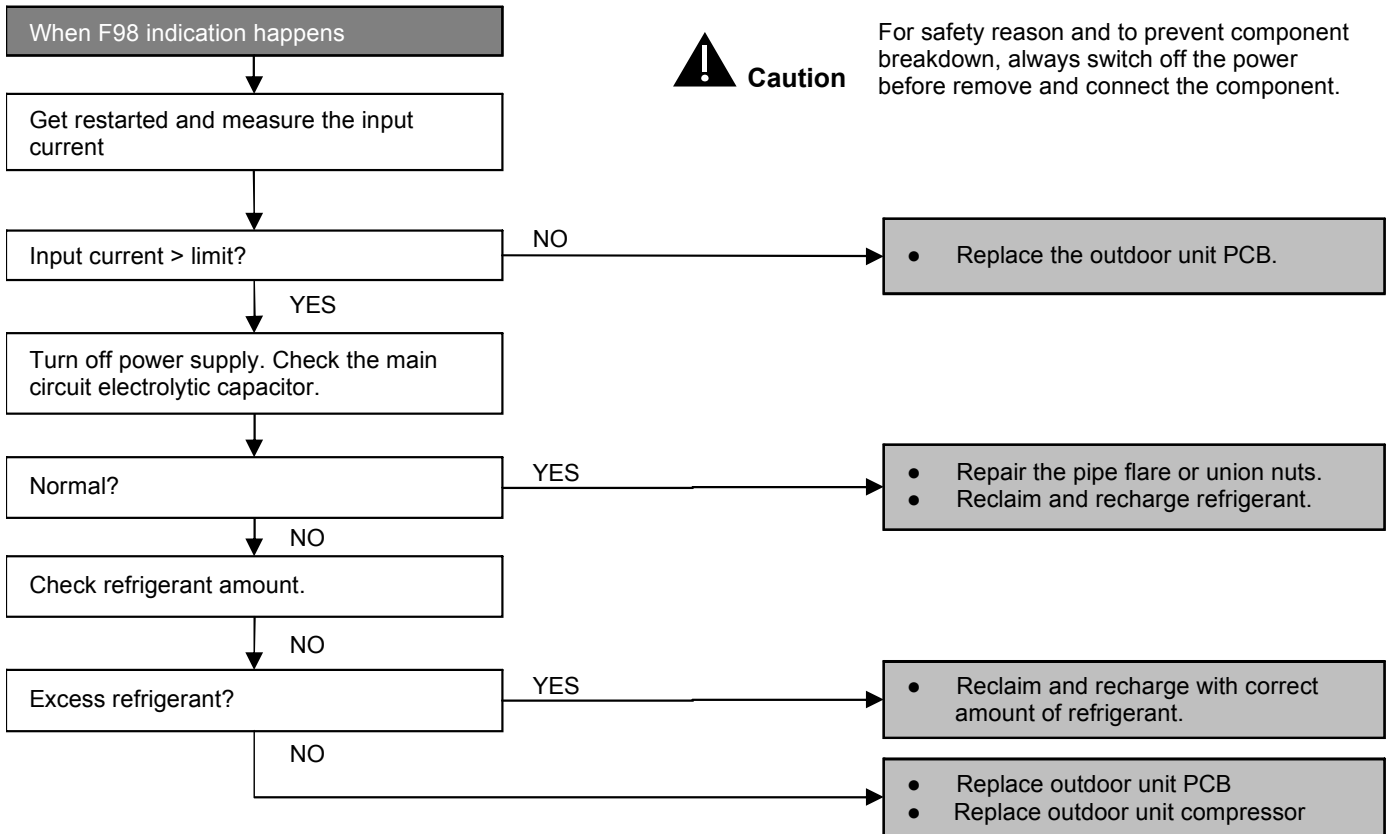 When F98 indication happens
Caution
For safety reason and to prevent component
breakdown, always switch off the power
before remove and connect the component.
Get restarted and measure the input
current
Input current > limit?
NO
● Replace the outdoor unit PCB.
YES
Turn off power supply. Check the main
circuit electrolytic capacitor.
Normal?
YES
● Repair the pipe flare or union nuts.
● Reclaim and recharge refrigerant.
NO
Check refrigerant amount.
NO
Excess refrigerant?
YES
● Reclaim and recharge with correct
amount of refrigerant.
NO
● Replace outdoor unit PCB
● Replace outdoor unit compressor